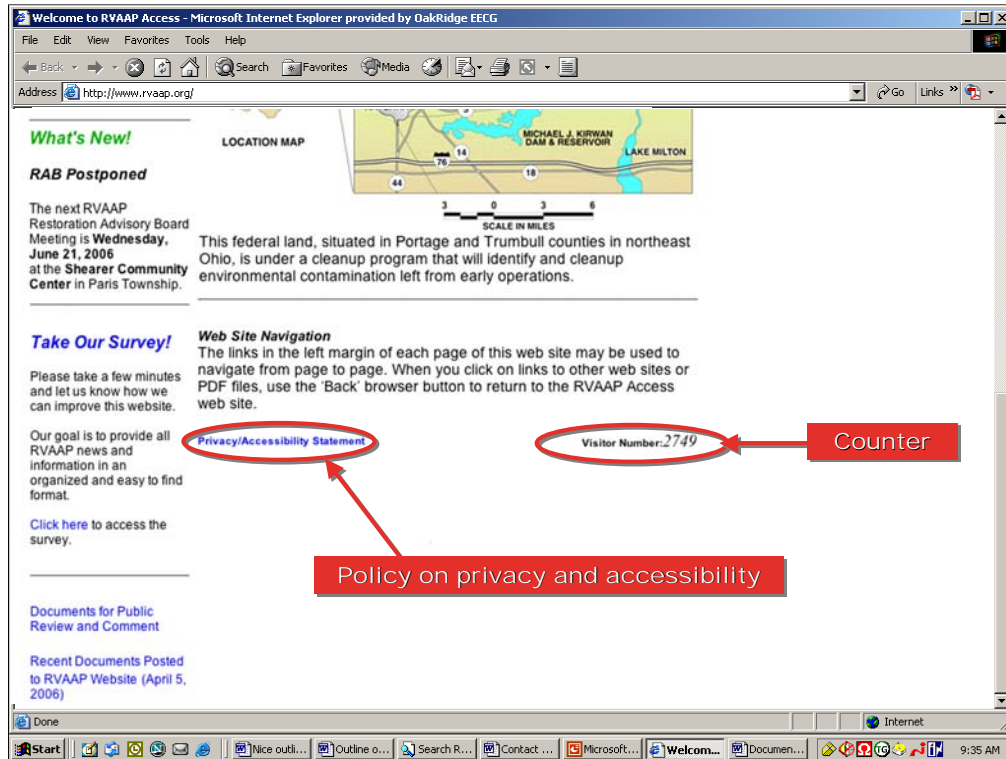 Welcome to RVAAP Access - Microsoft Internet Explorer provided by OakRidge EECG
File Edit View Favorites Tools Help
Back Search Favorites Media
Address http://www.rvaap.org/ Go Links »
What's New!
RAB Postponed
The next RVAAP
Restoration Advisory Board
Meeting is Wednesday,
June 21, 2006
at the Shearer Community
Center in Paris Township.
Take Our Survey!
Please take a few minutes
and let us know how we
can improve this website.
Our goal is to provide all
RVAAP news and
information in an
organized and easy to find
format.
Click here to access the
survey.
Documents for Public
Review and Comment
Recent Documents Posted
to RVAAP Website (April 5,
2006)
LOCATION MAP
MICHAEL J. KIRWAN
DAM & RESERVOIR
LAKE MILTON
76
14
18
44
3 0 3 6
SCALE IN MILES
This federal land, situated in Portage and Trumbull counties in northeast
Ohio, is under a cleanup program that will identify and cleanup
environmental contamination left from early operations.
Web Site Navigation
The links in the left margin of each page of this web site may be used to
navigate from page to page. When you click on links to other web sites or
PDF files, use the 'Back' browser button to return to the RVAAP Access
web site.
Privacy/Accessibility Statement
Visitor Number:2749
Counter
Policy on privacy and accessibility
Done Internet
Start Nice outli... Outline o... Search R... Contact ... Microsoft... Welcom... Documen... 9:35 AM